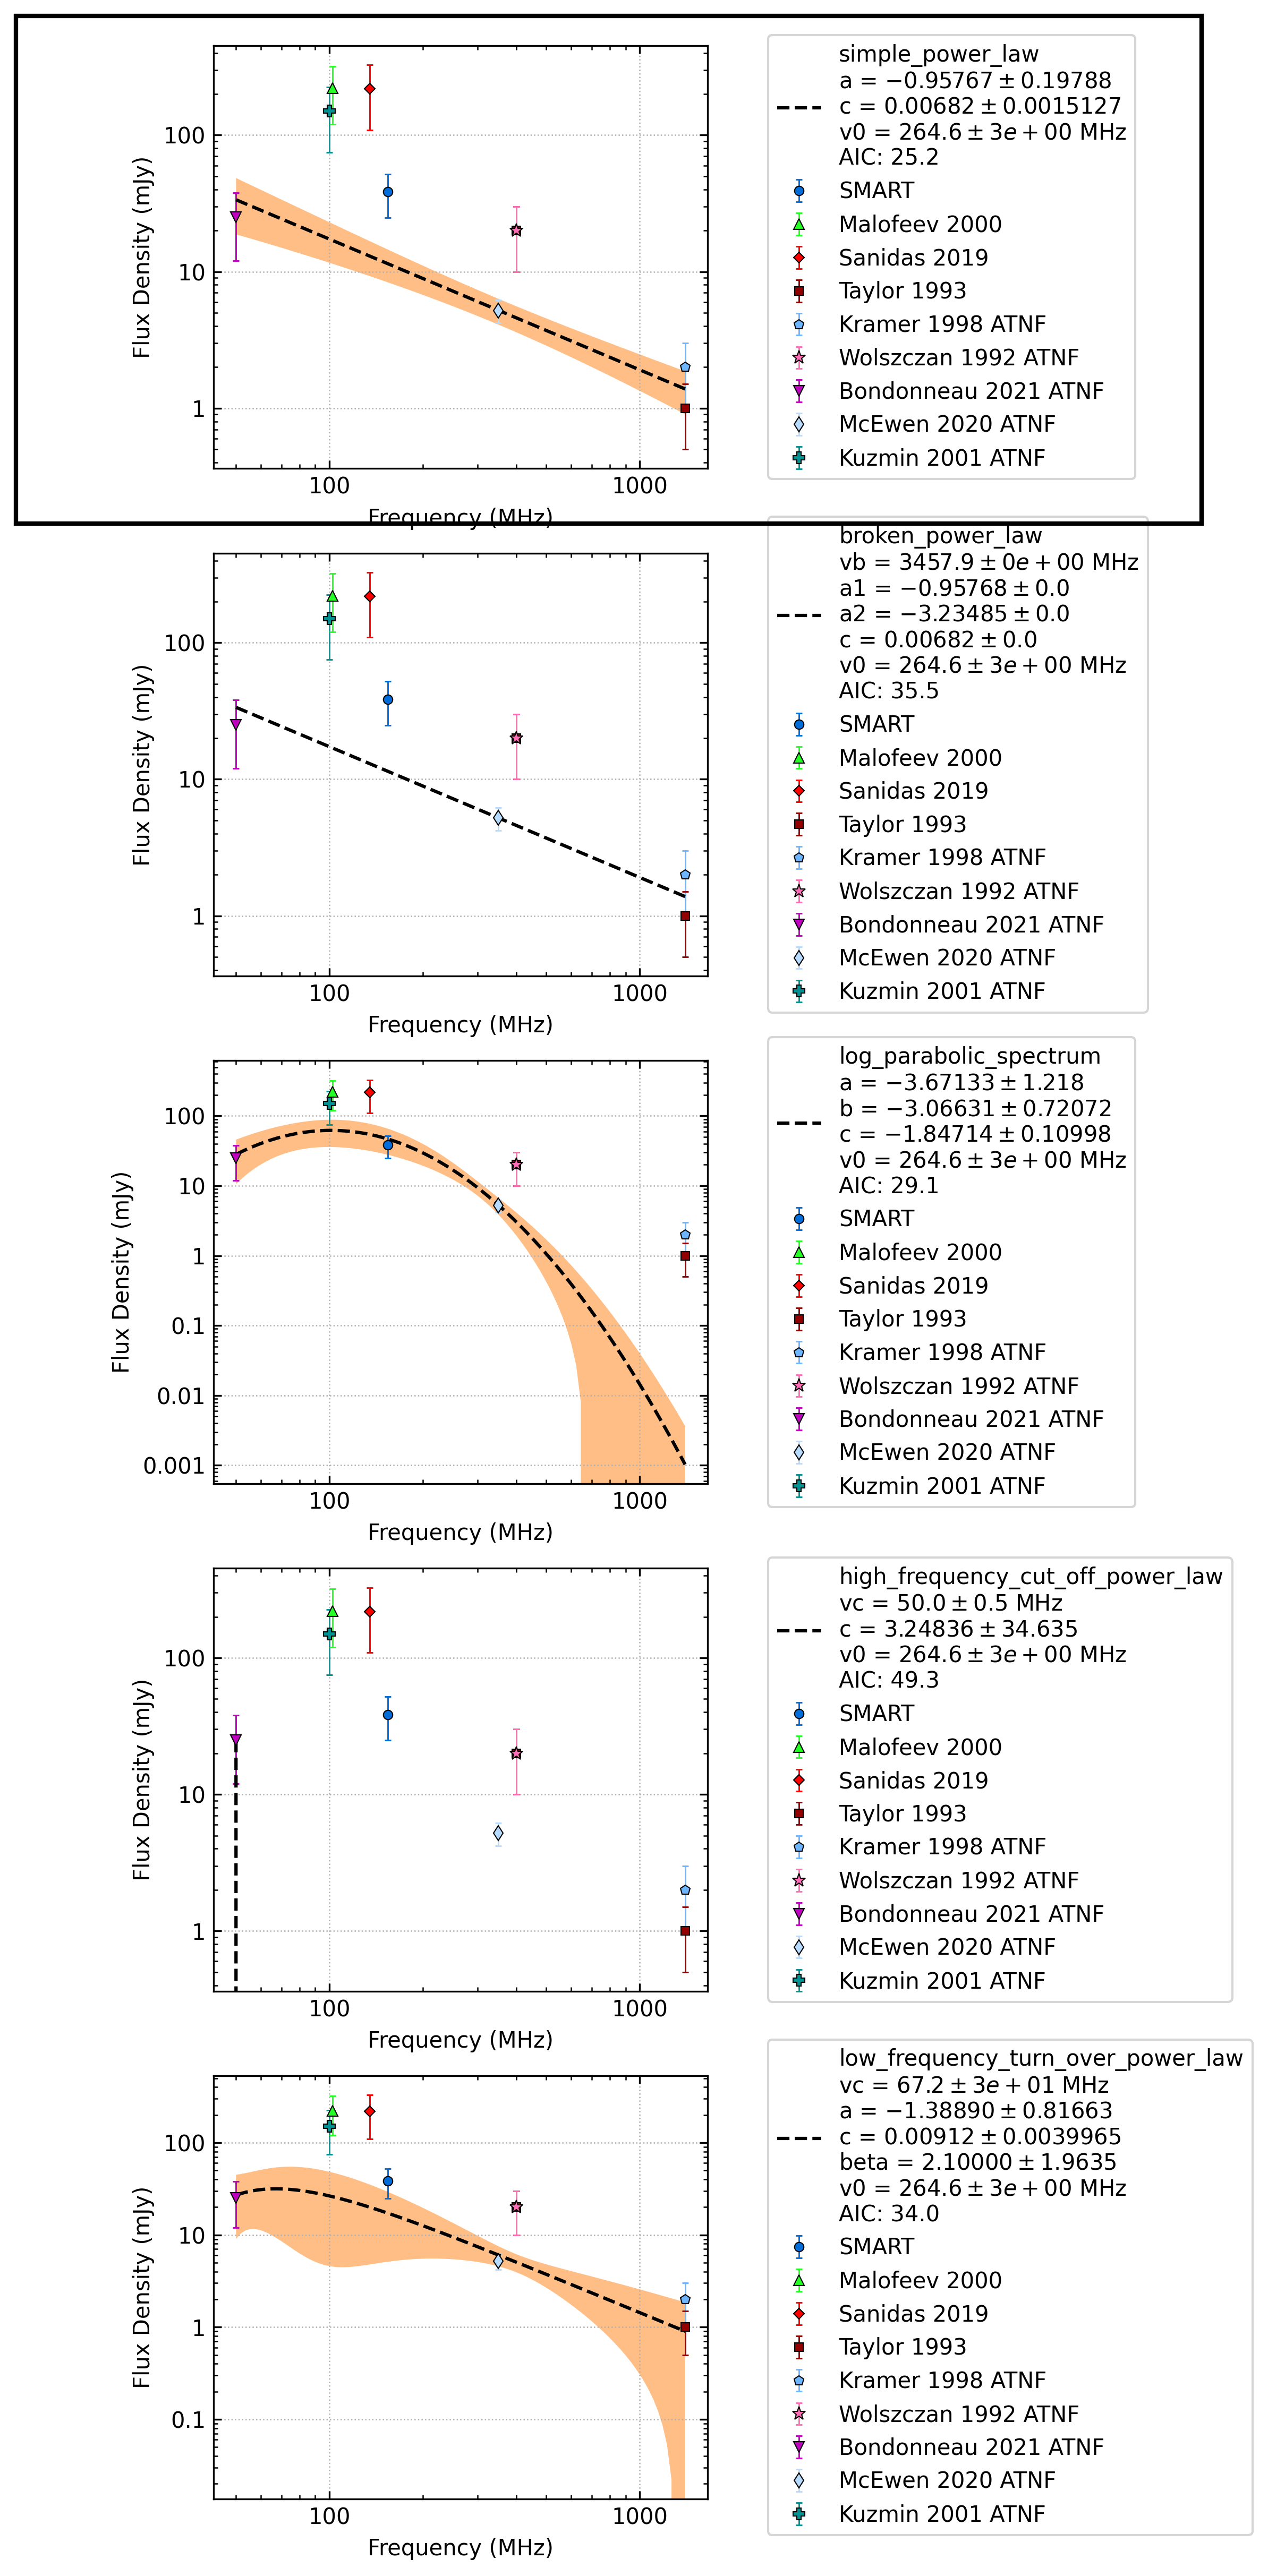 simple_power_law
a = −0.95767 ± 0.19788
c = 0.00682 ± 0.0015127
v0 = 264.6 ± 3e + 00 MHz
AIC: 25.2
SMART
Malofeev 2000
Sanidas 2019
Taylor 1993
Kramer 1998 ATNF
Wolszczan 1992 ATNF
Bondonneau 2021 ATNF
McEwen 2020 ATNF
Kuzmin 2001 ATNF
Flux Density (mJy)
100
10
1
100
1000
Frequency (MHz)
broken_power_law
vb = 3457.9 ± 0e + 00 MHz
a1 = −0.95768 ± 0.0
a2 = −3.23485 ± 0.0
c = 0.00682 ± 0.0
v0 = 264.6 ± 3e + 00 MHz
AIC: 35.5
SMART
Malofeev 2000
Sanidas 2019
Taylor 1993
Kramer 1998 ATNF
Wolszczan 1992 ATNF
Bondonneau 2021 ATNF
McEwen 2020 ATNF
Kuzmin 2001 ATNF
Flux Density (mJy)
100
10
1
100
1000
Frequency (MHz)
log_parabolic_spectrum
a = −3.67133 ± 1.218
b = −3.06631 ± 0.72072
c = −1.84714 ± 0.10998
v0 = 264.6 ± 3e + 00 MHz
AIC: 29.1
SMART
Malofeev 2000
Sanidas 2019
Taylor 1993
Kramer 1998 ATNF
Wolszczan 1992 ATNF
Bondonneau 2021 ATNF
McEwen 2020 ATNF
Kuzmin 2001 ATNF
Flux Density (mJy)
100
10
1
0.1
0.01
0.001
100
1000
Frequency (MHz)
high_frequency_cut_off_power_law
vc = 50.0 ± 0.5 MHz
c = 3.24836 ± 34.635
v0 = 264.6 ± 3e + 00 MHz
AIC: 49.3
SMART
Malofeev 2000
Sanidas 2019
Taylor 1993
Kramer 1998 ATNF
Wolszczan 1992 ATNF
Bondonneau 2021 ATNF
McEwen 2020 ATNF
Kuzmin 2001 ATNF
Flux Density (mJy)
100
10
1
100
1000
Frequency (MHz)
low_frequency_turn_over_power_law
vc = 67.2 ± 3e + 01 MHz
a = −1.38890 ± 0.81663
c = 0.00912 ± 0.0039965
beta = 2.10000 ± 1.9635
v0 = 264.6 ± 3e + 00 MHz
AIC: 34.0
SMART
Malofeev 2000
Sanidas 2019
Taylor 1993
Kramer 1998 ATNF
Wolszczan 1992 ATNF
Bondonneau 2021 ATNF
McEwen 2020 ATNF
Kuzmin 2001 ATNF
Flux Density (mJy)
100
10
1
0.1
100
1000
Frequency (MHz)